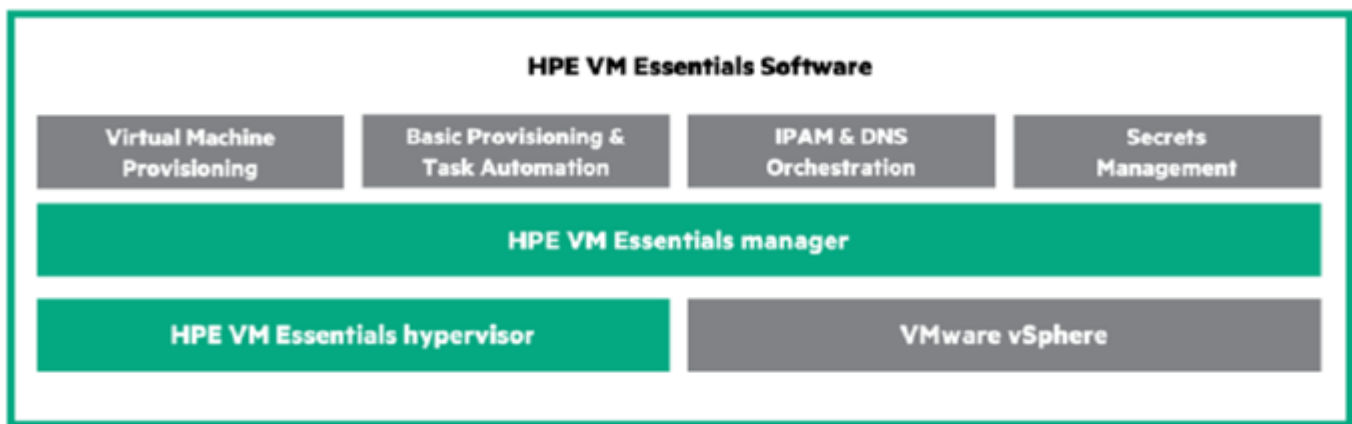 HPE VM Essentials Software
Virtual Machine
Provisioning
Basic Provisioning &
Task Automation
IPAM & DNS
Orchestration
Secrets
Management
HPE VM Essentials manager
HPE VM Essentials hypervisor
VMware vSphere